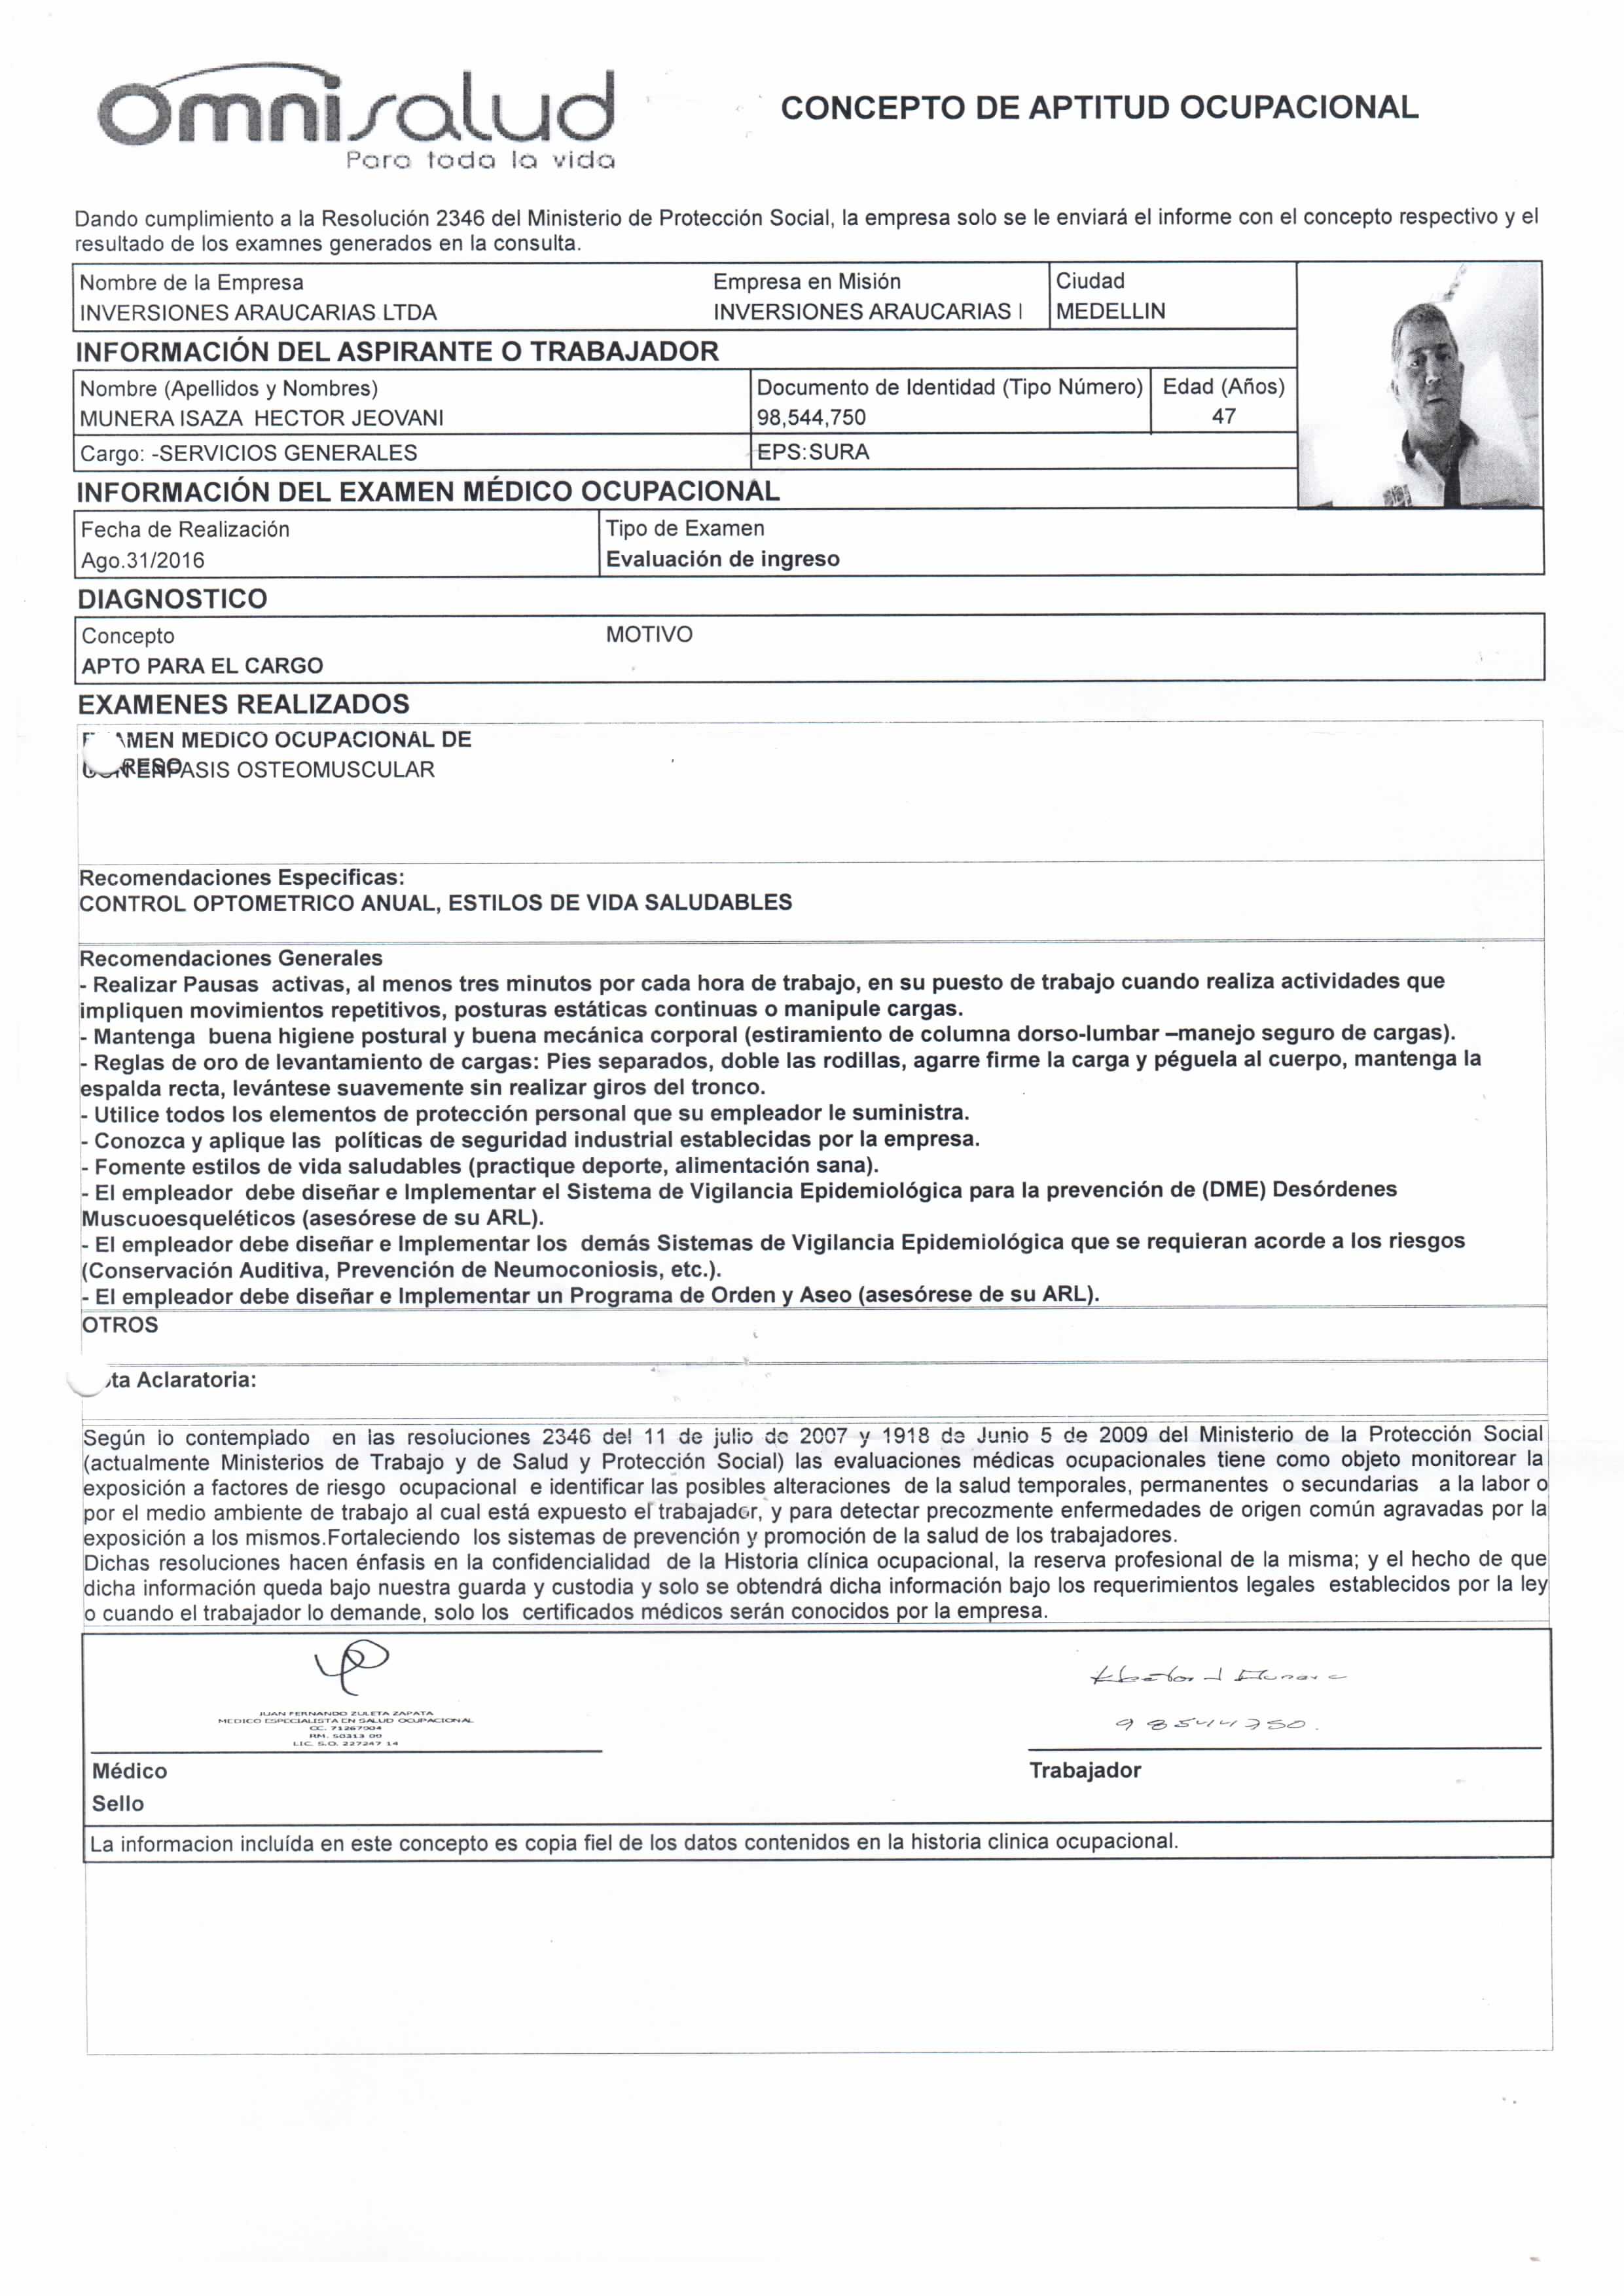 omnisalud
Para toda la vida
CONCEPTO DE APTITUD OCUPACIONAL
Dando cumplimiento a la Resolución 2346 del Ministerio de Protección Social, la empresa solo se le enviará el informe con el concepto respectivo y el
resultado de los examnes generados en la consulta.
Nombre de la Empresa Empresa en Misión Ciudad
INVERSIONES ARAUCARIAS LTDA INVERSIONES ARAUCARIAS MEDELLIN
INFORMACIÓN DEL ASPIRANTE O TRABAJADOR
Nombre (Apellidos y Nombres) Documento de Identidad (Tipo Número) Edad (Años)
MUNERA ISAZA HECTOR JEOVANI 98,544,750 47
Cargo: -SERVICIOS GENERALES EPS:SURA
INFORMACIÓN DEL EXAMEN MÉDICO OCUPACIONAL
Fecha de Realización Tipo de Examen
Ago.31/2016 Evaluación de ingreso
DIAGNOSTICO
Concepto MOTIVO
APTO PARA EL CARGO
EXAMENES REALIZADOS
MEDICO OCUPACIONAL DE
OSTEOMUSCULAR
Recomendaciones Especificas:
CONTROL OPTOMETRICO ANUAL, ESTILOS DE VIDA SALUDABLES
Recomendaciones Generales
- Realizar Pausas activas, al menos tres minutos por cada hora de trabajo, en su puesto de trabajo cuando realiza actividades que
impliquen movimientos repetitivos, posturas estáticas continuas o manipule cargas.
- Mantenga buena higiene postural y buena mecánica corporal (estiramiento de columna dorso-lumbar –manejo seguro de cargas).
- Reglas de oro de levantamiento de cargas: Pies separados, doble las rodillas, agarre firme la carga y péguela al cuerpo, mantenga la
espalda recta, levántese suavemente sin realizar giros del tronco.
- Utilice todos los elementos de protección personal que su empleador le suministra.
- Conozca y aplique las políticas de seguridad industrial establecidas por la empresa.
- Fomente estilos de vida saludables (practique deporte, alimentación sana).
- El empleador debe diseñar e Implementar el Sistema de Vigilancia Epidemiológica para la prevención de (DME) Desórdenes
Muscuoesqueléticos (asesórese de su ARL).
- El empleador debe diseñar e Implementar los demás Sistemas de Vigilancia Epidemiológica que se requieran acorde a los riesgos
(Conservación Auditiva, Prevención de Neumoconiosis, etc.).
- El empleador debe diseñar e Implementar un Programa de Orden y Aseo (asesórese de su ARL).
OTROS
Aclaratoria:
Según lo contemplado en las resoluciones 2346 del 11 de julio de 2007 y 1918 de Junio 5 de 2009 del Ministerio de la Protección Social
(actualmente Ministerios de Trabajo y de Salud y Protección Social) las evaluaciones médicas ocupacionales tiene como objeto monitorear la
exposición a factores de riesgo ocupacional e identificar las posibles alteraciones de la salud temporales, permanentes o secundarias a la labor o
por el medio ambiente de trabajo al cual está expuesto el trabajador, y para detectar precozmente enfermedades de origen común agravadas por la
exposición a los mismos.Fortaleciendo los sistemas de prevención y promoción de la salud de los trabajadores.
Dichas resoluciones hacen énfasis en la confidencialidad de la Historia clínica ocupacional, la reserva profesional de la misma; y el hecho de que
dicha información queda bajo nuestra guarda y custodia y solo se obtendrá dicha información bajo los requerimientos legales establecidos por la ley
o cuando el trabajador lo demande, solo los certificados médicos serán conocidos por la empresa.
JUAN FERNANDO ZULETA ZAPATA
MEDICO ESPECIALISTA EN SALUD OCUPACIONAL
CC. 71267904
RM. 50313 00
LIC. S.O. 227247 14
Hector J Munera
98544750.
Médico Trabajador
Sello
La informacion incluída en este concepto es copia fiel de los datos contenidos en la historia clinica ocupacional.